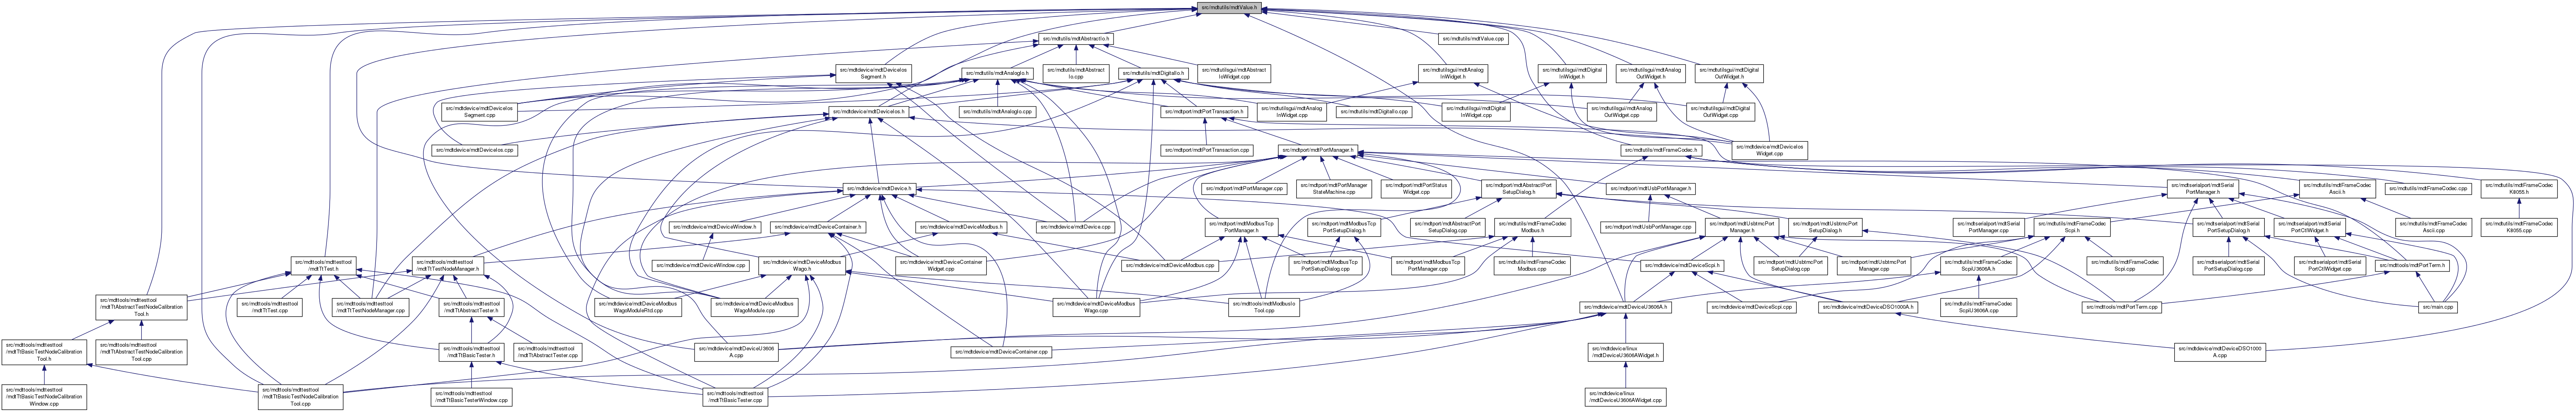 src/mdtutils/mdtValue.h
src/mdtutils/mdtAbstractIo.h
src/mdtutils/mdtValue.cpp
src/mdtdevice/mdtDeviceIos
Segment.h
src/mdtutils/mdtAnalogIo.h
src/mdtutils/mdtAbstract
Io.cpp
src/mdtutils/mdtDigitalIo.h
src/mdtutilsgui/mdtAbstract
IoWidget.cpp
src/mdtutilsgui/mdtAnalog
InWidget.h
src/mdtutilsgui/mdtDigital
InWidget.h
src/mdtutilsgui/mdtAnalog
OutWidget.h
src/mdtutilsgui/mdtDigital
OutWidget.h
src/mdtdevice/mdtDeviceIos
Segment.cpp
src/mdtdevice/mdtDeviceIos.h
src/mdtutils/mdtAnalogIo.cpp
src/mdtport/mdtPortTransaction.h
src/mdtutilsgui/mdtAnalog
InWidget.cpp
src/mdtutils/mdtDigitalIo.cpp
src/mdtutilsgui/mdtDigital
InWidget.cpp
src/mdtutilsgui/mdtAnalog
OutWidget.cpp
src/mdtutilsgui/mdtDigital
OutWidget.cpp
src/mdtdevice/mdtDeviceIos.cpp
src/mdtport/mdtPortTransaction.cpp
src/mdtport/mdtPortManager.h
src/mdtutils/mdtFrameCodec.h
src/mdtdevice/mdtDeviceIos
Widget.cpp
src/mdtdevice/mdtDevice.h
src/mdtport/mdtPortManager.cpp
src/mdtport/mdtPortManager
StateMachine.cpp
src/mdtport/mdtPortStatus
Widget.cpp
src/mdtport/mdtAbstractPort
SetupDialog.h
src/mdtport/mdtUsbPortManager.h
src/mdtserialport/mdtSerial
PortManager.h
src/mdtutils/mdtFrameCodec
Ascii.h
src/mdtutils/mdtFrameCodec.cpp
src/mdtutils/mdtFrameCodec
K8055.h
src/mdtdevice/mdtDeviceWindow.h
src/mdtdevice/mdtDeviceContainer.h
src/mdtdevice/mdtDeviceModbus.h
src/mdtdevice/mdtDevice.cpp
src/mdtport/mdtModbusTcp
PortManager.h
src/mdtport/mdtModbusTcp
PortSetupDialog.h
src/mdtport/mdtAbstractPort
SetupDialog.cpp
src/mdtutils/mdtFrameCodec
Modbus.h
src/mdtport/mdtUsbPortManager.cpp
src/mdtport/mdtUsbtmcPort
Manager.h
src/mdtport/mdtUsbtmcPort
SetupDialog.h
src/mdtserialport/mdtSerial
PortManager.cpp
src/mdtutils/mdtFrameCodec
Scpi.h
src/mdtserialport/mdtSerial
PortSetupDialog.h
src/mdtserialport/mdtSerial
PortCtlWidget.h
src/mdtutils/mdtFrameCodec
Ascii.cpp
src/mdtutils/mdtFrameCodec
K8055.cpp
src/mdttools/mdttesttool
/mdtTtTest.h
src/mdttools/mdttesttool
/mdtTtTestNodeManager.h
src/mdtdevice/mdtDeviceWindow.cpp
src/mdtdevice/mdtDeviceModbus
Wago.h
src/mdtdevice/mdtDeviceContainer
Widget.cpp
src/mdtdevice/mdtDeviceModbus.cpp
src/mdtport/mdtModbusTcp
PortSetupDialog.cpp
src/mdtport/mdtModbusTcp
PortManager.cpp
src/mdtutils/mdtFrameCodec
Modbus.cpp
src/mdtdevice/mdtDeviceScpi.h
src/mdtport/mdtUsbtmcPort
SetupDialog.cpp
src/mdtport/mdtUsbtmcPort
Manager.cpp
src/mdtutils/mdtFrameCodec
ScpiU3606A.h
src/mdtutils/mdtFrameCodec
Scpi.cpp
src/mdtserialport/mdtSerial
PortSetupDialog.cpp
src/mdtserialport/mdtSerial
PortCtlWidget.cpp
src/mdttools/mdtPortTerm.h
src/mdttools/mdttesttool
/mdtTtAbstractTestNodeCalibration
Tool.h
src/mdttools/mdttesttool
/mdtTtTest.cpp
src/mdttools/mdttesttool
/mdtTtTestNodeManager.cpp
src/mdttools/mdttesttool
/mdtTtAbstractTester.h
src/mdtdevice/mdtDeviceModbus
WagoModuleRtd.cpp
src/mdtdevice/mdtDeviceModbus
WagoModule.cpp
src/mdtdevice/mdtDeviceModbus
Wago.cpp
src/mdttools/mdtModbusIo
Tool.cpp
src/mdtdevice/mdtDeviceU3606A.h
src/mdtdevice/mdtDeviceScpi.cpp
src/mdtdevice/mdtDeviceDSO1000A.h
src/mdtutils/mdtFrameCodec
ScpiU3606A.cpp
src/mdttools/mdtPortTerm.cpp
src/main.cpp
src/mdttools/mdttesttool
/mdtTtBasicTestNodeCalibration
Tool.h
src/mdttools/mdttesttool
/mdtTtAbstractTestNodeCalibration
Tool.cpp
src/mdttools/mdttesttool
/mdtTtBasicTester.h
src/mdttools/mdttesttool
/mdtTtAbstractTester.cpp
src/mdtdevice/mdtDeviceU3606
A.cpp
src/mdtdevice/mdtDeviceContainer.cpp
src/mdtdevice/linux
/mdtDeviceU3606AWidget.h
src/mdtdevice/mdtDeviceDSO1000
A.cpp
src/mdttools/mdttesttool
/mdtTtBasicTestNodeCalibration
Window.cpp
src/mdttools/mdttesttool
/mdtTtBasicTestNodeCalibration
Tool.cpp
src/mdttools/mdttesttool
/mdtTtBasicTesterWindow.cpp
src/mdttools/mdttesttool
/mdtTtBasicTester.cpp
src/mdtdevice/linux
/mdtDeviceU3606AWidget.cpp